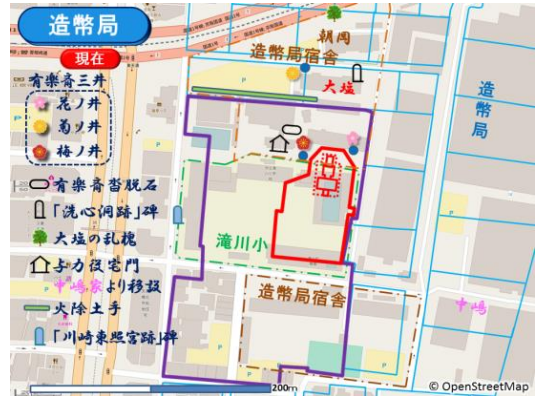 造幣局
現在
有楽斎三井
花ノ井
菊ノ井
梅ノ井
有楽斎沓脱石
「洗心洞跡」碑
大塩の乱槐
与力役宅門
中嶋家より移設
火除土手
「川崎東照宮跡」碑
朝岡
造幣局宿舎
大塩
造幣局
滝川小
造幣局宿舎
中嶋
200m
© OpenStreetMap